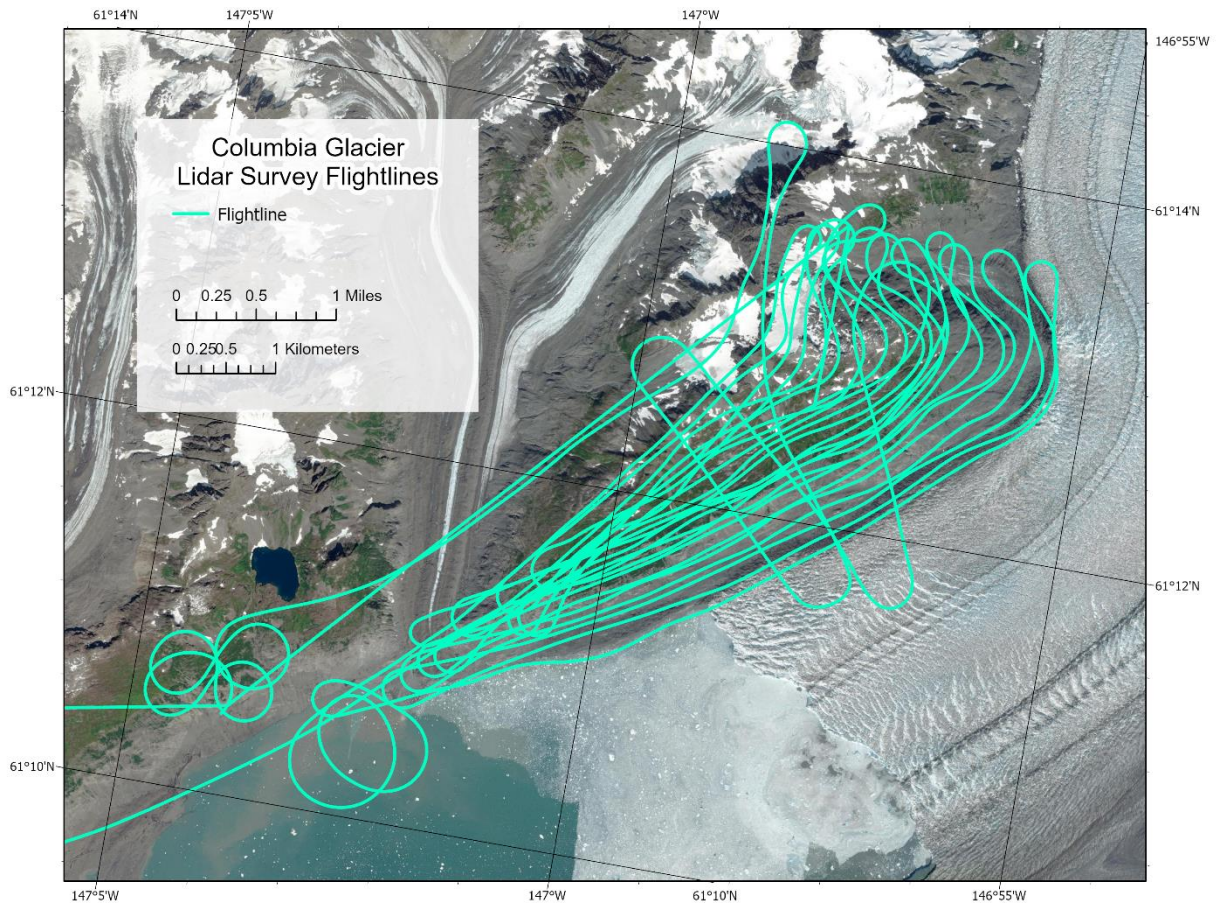 61°14'N
147°5'W
147°W
146°55'W
Columbia Glacier
Lidar Survey Flightlines
Flightline
0 0.25 0.5 1 Miles
0 0.250.5 1 Kilometers
61°14'N
61°12'N
61°12'N
61°10'N
147°5'W
147°W
61°10'N
146°55'W